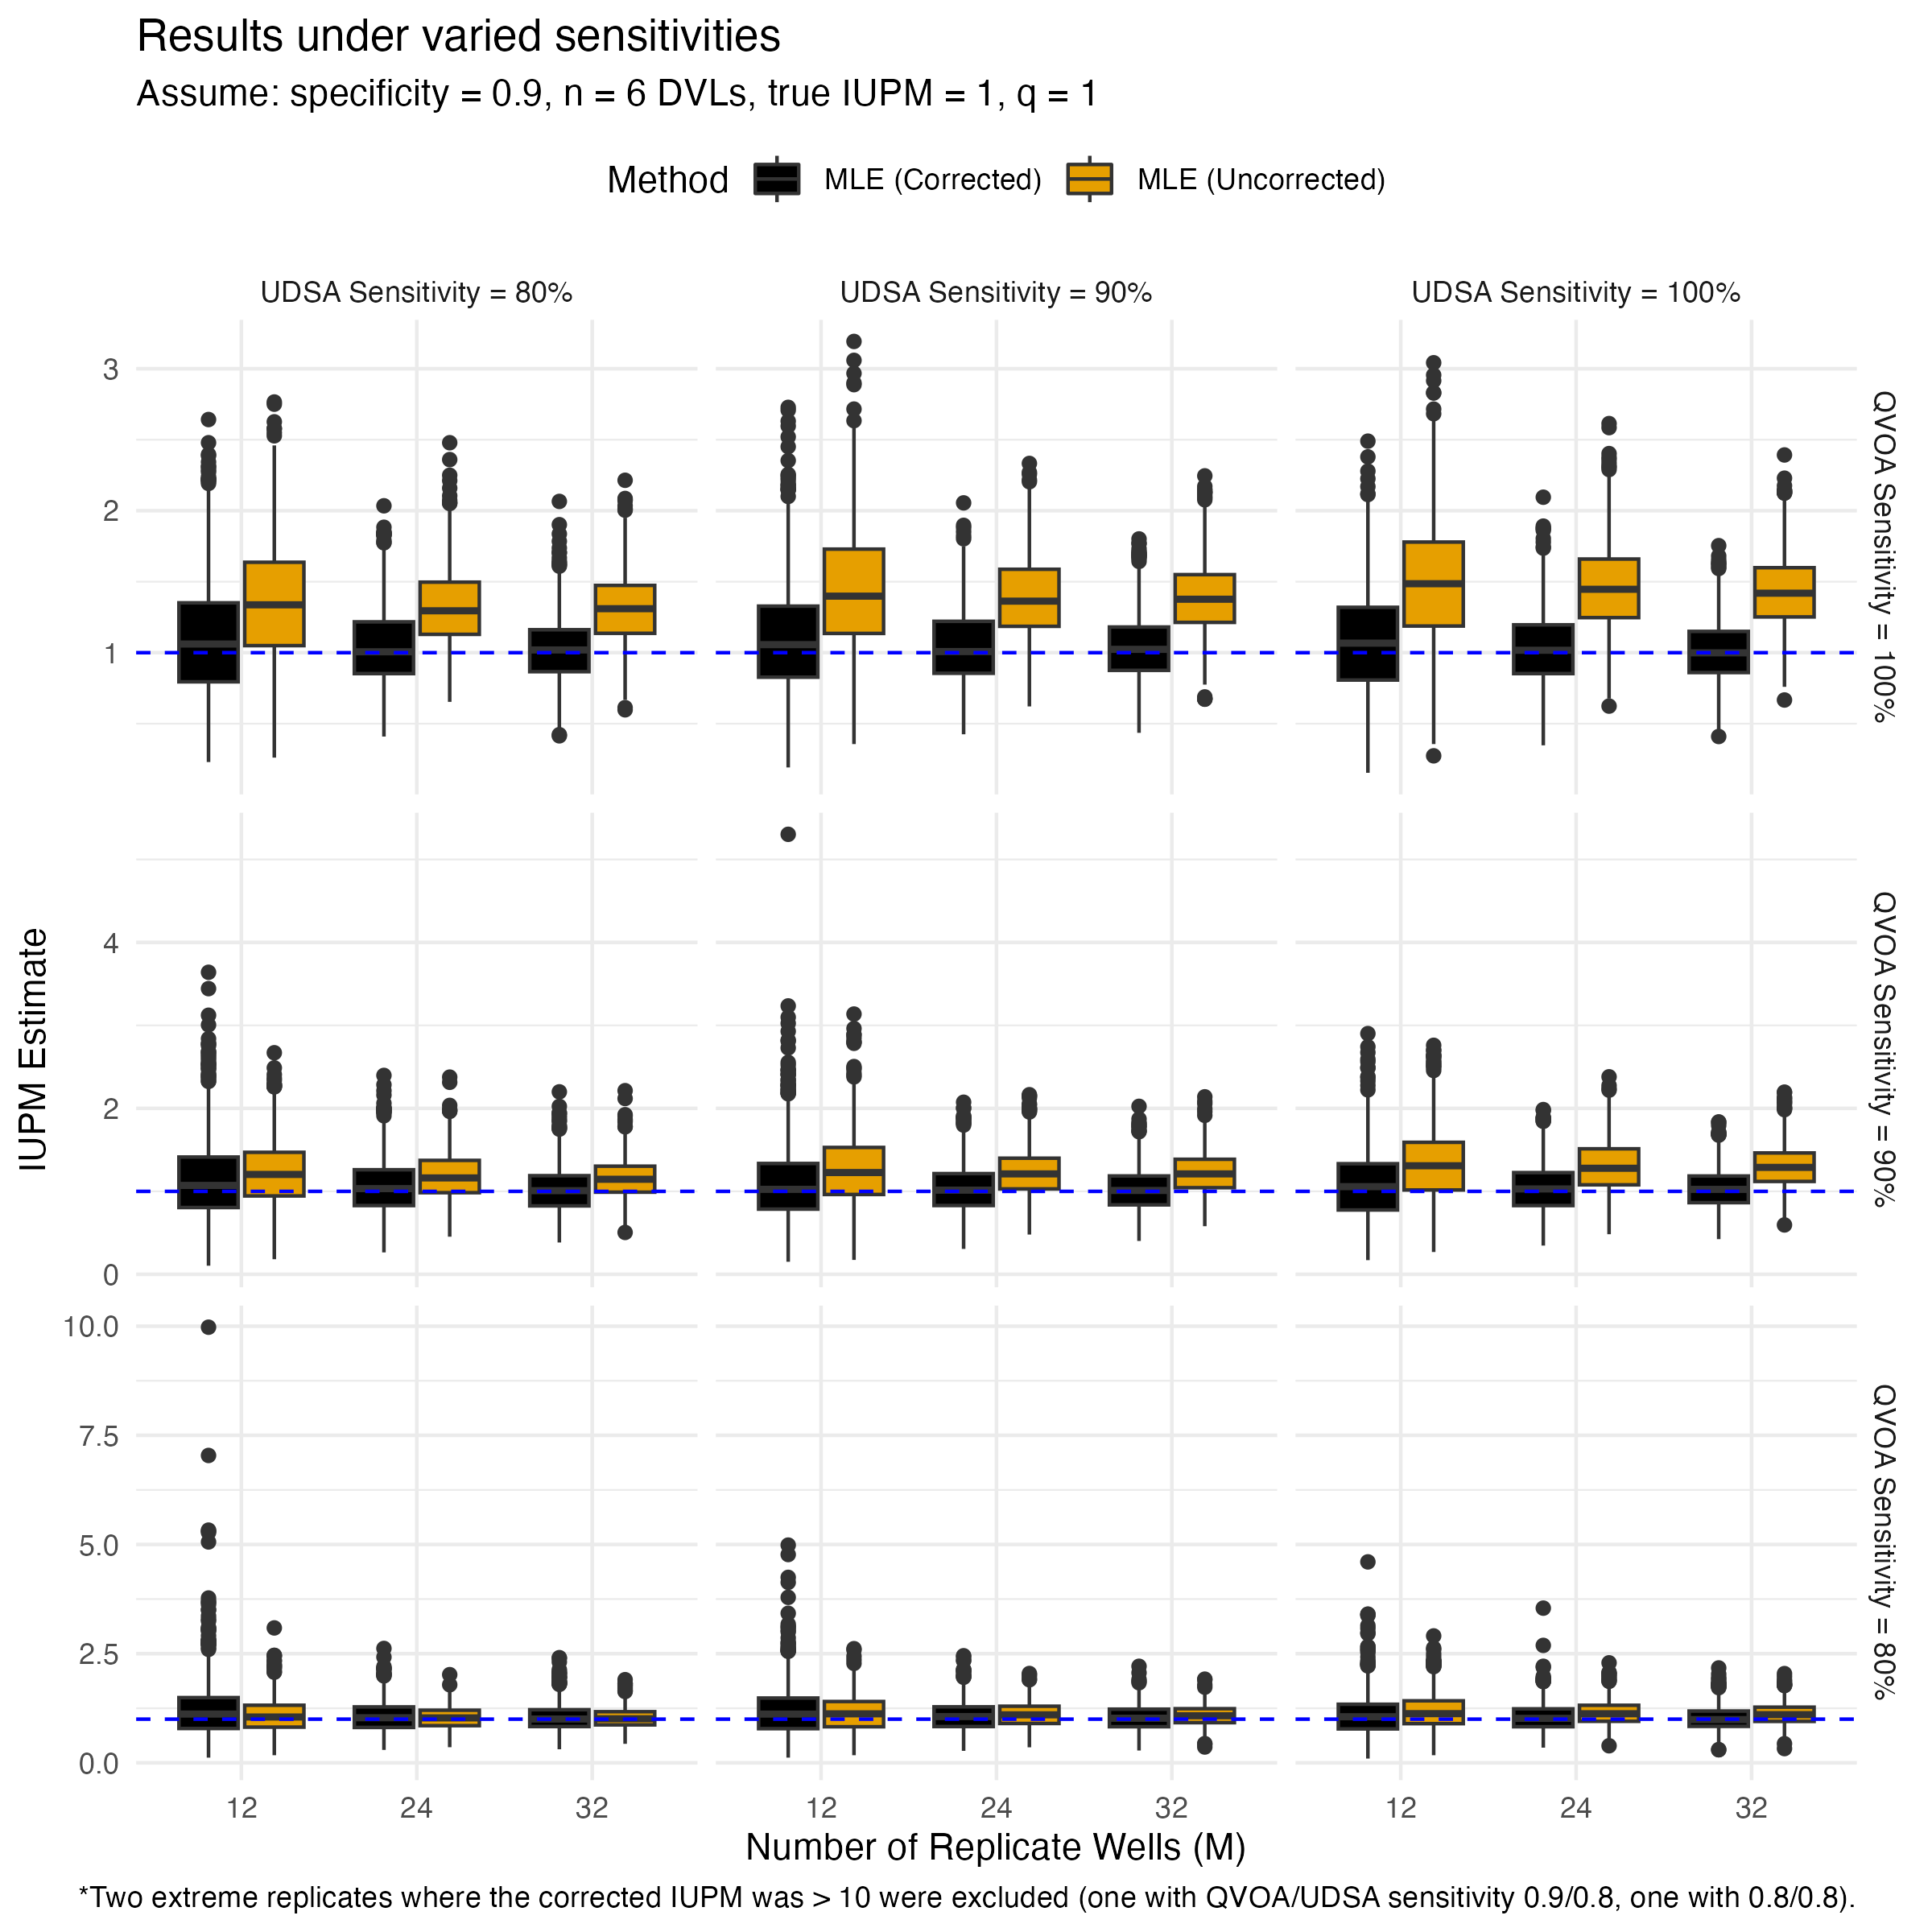 Results under varied sensitivities
Assume: specificity = 0.9, n = 6 DVLs, true IUPM = 1, q = 1
Method MLE (Corrected) MLE (Uncorrected)
UDSA Sensitivity = 80% UDSA Sensitivity = 90% UDSA Sensitivity = 100%
3
2
1
QVOA Sensitivity = 100%
IUPM Estimate
4
2
0
QVOA Sensitivity = 90%
10.0
7.5
5.0
2.5
0.0
QVOA Sensitivity = 80%
12 24 32 12 24 32 12 24 32
Number of Replicate Wells (M)
*Two extreme replicates where the corrected IUPM was > 10 were excluded (one with QVOA/UDSA sensitivity 0.9/0.8, one with 0.8/0.8).